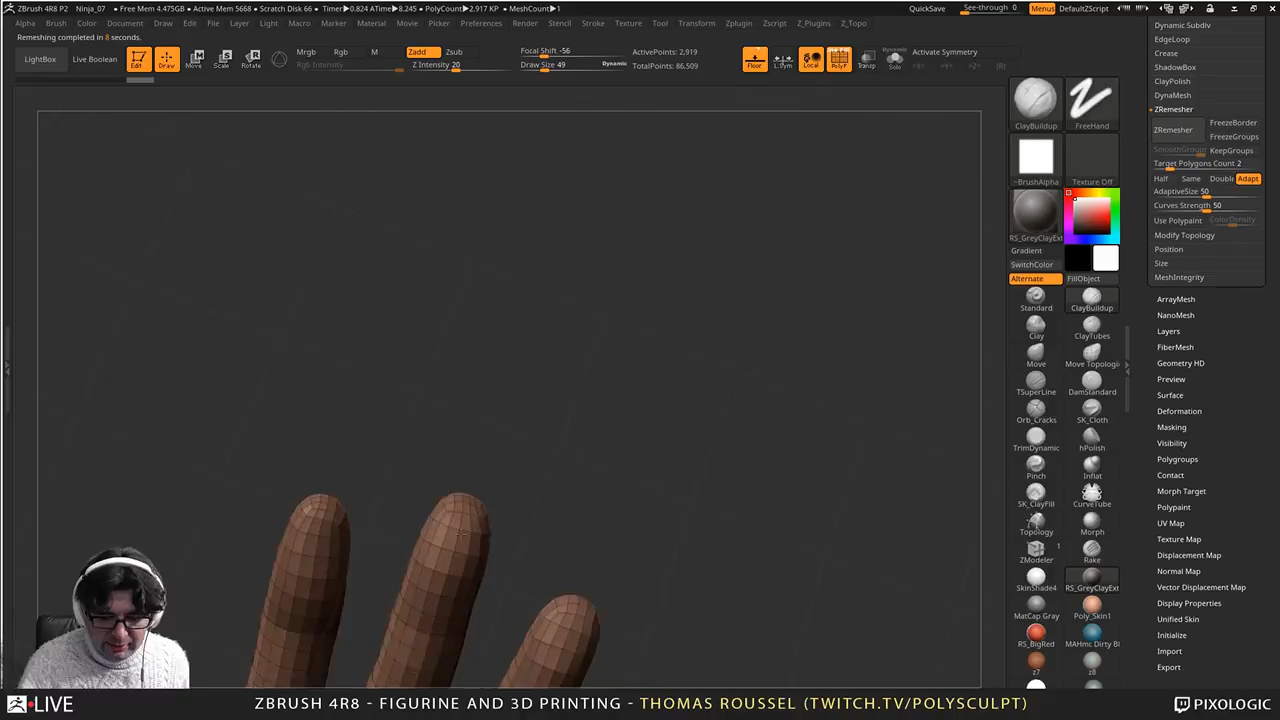 ZBrush 4R8 P2 Ninja_07 • Free Mem 4.475GB • Active Mem 5668 • Scratch Disk 66 • Timer▶0.824 ATime▶8.245 • PolyCount▶2.917 KP • MeshCount▶1
QuickSave
See-through 0
Menus
DefaultZScript
Alpha Brush Color Document Draw Edit File Layer Light Macro Marker Material Movie Picker Preferences Render Stencil Stroke Texture Tool Transform Zplugin Zscript Z_Plugins Z_Topo
Remeshing completed in 8 seconds.
LightBox
Live Boolean
Edit
Draw
Move
Scale
Rotate
Mrgb Rgb M
Rgb Intensity
Zadd Zsub
Z Intensity 20
Focal Shift -56
Draw Size 49
Dynamic
ActivePoints: 2,919
TotalPoints: 86,509
Floor
L.Sym
Local
PolyF
Transp
Dynamic
Solo
Activate Symmetry
(R)
ClayBuildup
FreeHand
~BrushAlpha
Texture Off
RS_GreyClayExt
Gradient
SwitchColor
Alternate
FillObject
Standard
ClayBuildup
Clay
ClayTubes
Move
Move Topologic
TSuperLine
DamStandard
Orb_Cracks
SK_Cloth
TrimDynamic
hPolish
Pinch
Inflat
SK_ClayFill
CurveTube
Topology
Morph
ZModeler
1
Rake
SkinShade4
RS_GreyClayExt
MatCap Gray
Poly_Skin1
RS_BigRed
MAHmc Dirty Bl
z7
z8
Dynamic Subdiv
EdgeLoop
Crease
ShadowBox
ClayPolish
DynaMesh
ZRemesher
ZRemesher
FreezeBorder
FreezeGroups
SmoothGroups
KeepGroups
Target Polygons Count 2
Half Same Double Adapt
AdaptiveSize 50
Curves Strength 50
Use Polypaint
ColorDensity
Modify Topology
Position
Size
MeshIntegrity
ArrayMesh
NanoMesh
Layers
FiberMesh
Geometry HD
Preview
Surface
Deformation
Masking
Visibility
Polygroups
Contact
Morph Target
Polypaint
UV Map
Texture Map
Displacement Map
Normal Map
Vector Displacement Map
Display Properties
Unified Skin
Initialize
Import
Export
LIVE
ZBRUSH 4R8 - FIGURINE AND 3D PRINTING - THOMAS ROUSSEL (TWITCH.TV/POLYSCULPT)
PIXOLOGIC